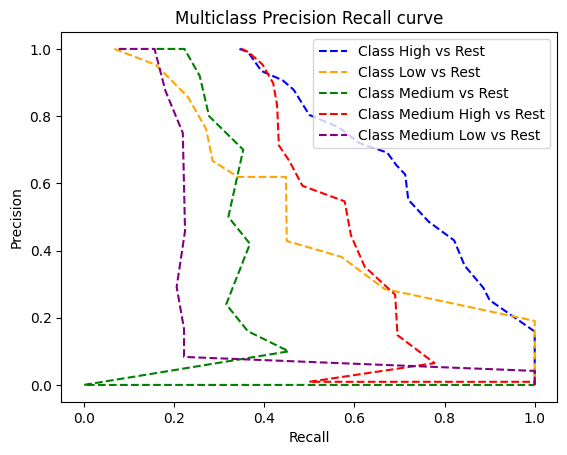 Multiclass Precision Recall curve
Class High vs Rest
Class Low vs Rest
Class Medium vs Rest
Class Medium High vs Rest
Class Medium Low vs Rest
Precision
1.0
0.8
0.6
0.4
0.2
0.0
0.0 0.2 0.4 0.6 0.8 1.0
Recall